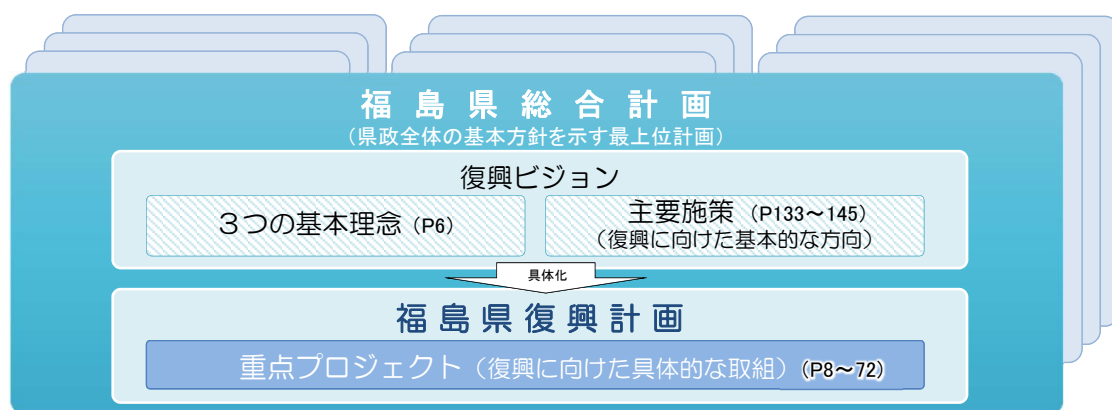 福島県総合計画
（県政全体の基本方針を示す最上位計画）
復興ビジョン
３つの基本理念（P6）
主要施策（P133～145）
（復興に向けた基本的な方向）
具体化
福島県復興計画
重点プロジェクト（復興に向けた具体的な取組）（P8～72）